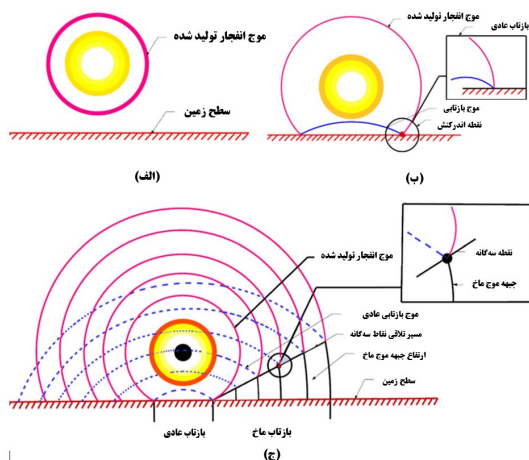 موج انفجار تولید شده
سطح زمین
(الف)
موج انفجار تولید شده
بازتاب عادی
موج بازتابی
نقطه اندرکنش
(ب)
نقطه سه‌گانه
جبهه موج ماخ
موج انفجار تولید شده
موج بازتابی عادی
مسیر تلاقی نقاط سه‌گانه
ارتفاع جبهه موج ماخ
سطح زمین
بازتاب عادی
بازتاب ماخ
(ج)